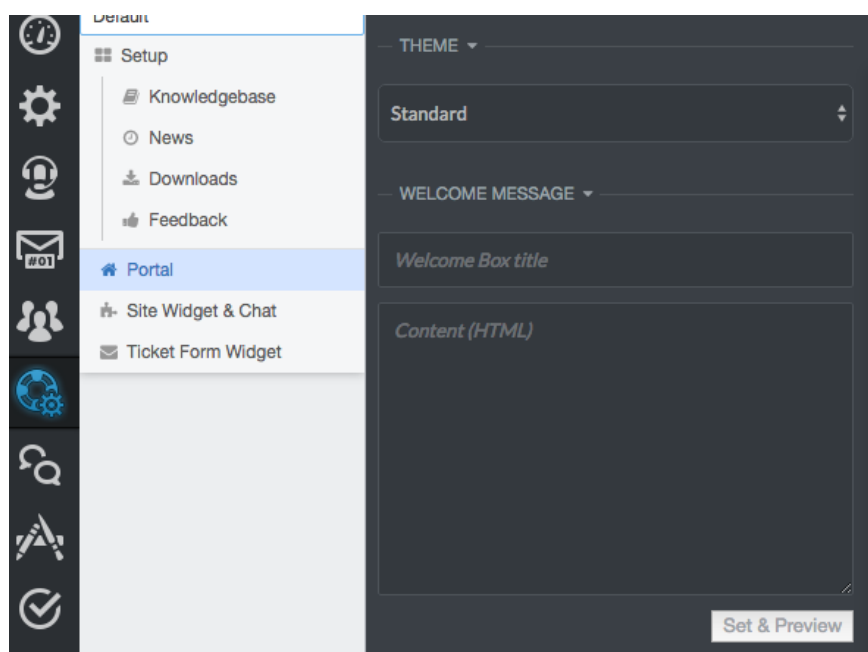 Default
Setup
Knowledgebase
News
Downloads
Feedback
Portal
Site Widget & Chat
Ticket Form Widget
#01
THEME
Standard
WELCOME MESSAGE
Welcome Box title
Content (HTML)
Set & Preview